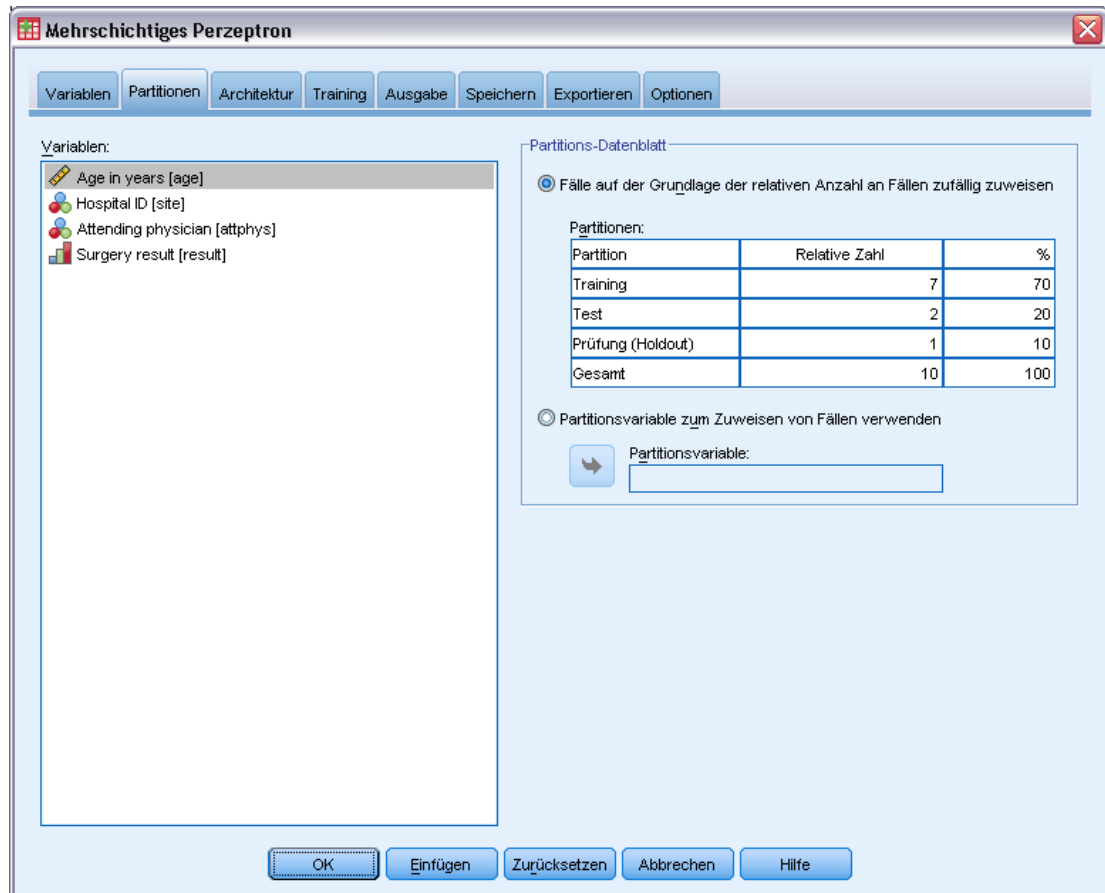 Mehrschichtiges Perzeptron
Variablen Partitionen Architektur Training Ausgabe Speichern Exportieren Optionen
Variablen:
Age in years [age]
Hospital ID [site]
Attending physician [attphys]
Surgery result [result]
Partitions-Datenblatt
Fälle auf der Grundlage der relativen Anzahl an Fällen zufällig zuweisen
Partitionen:
Partition Relative Zahl %
Training 7 70
Test 2 20
Prüfung (Holdout) 1 10
Gesamt 10 100
Partitionsvariable zum Zuweisen von Fällen verwenden
Partitionsvariable:
OK Einfügen Zurücksetzen Abbrechen Hilfe